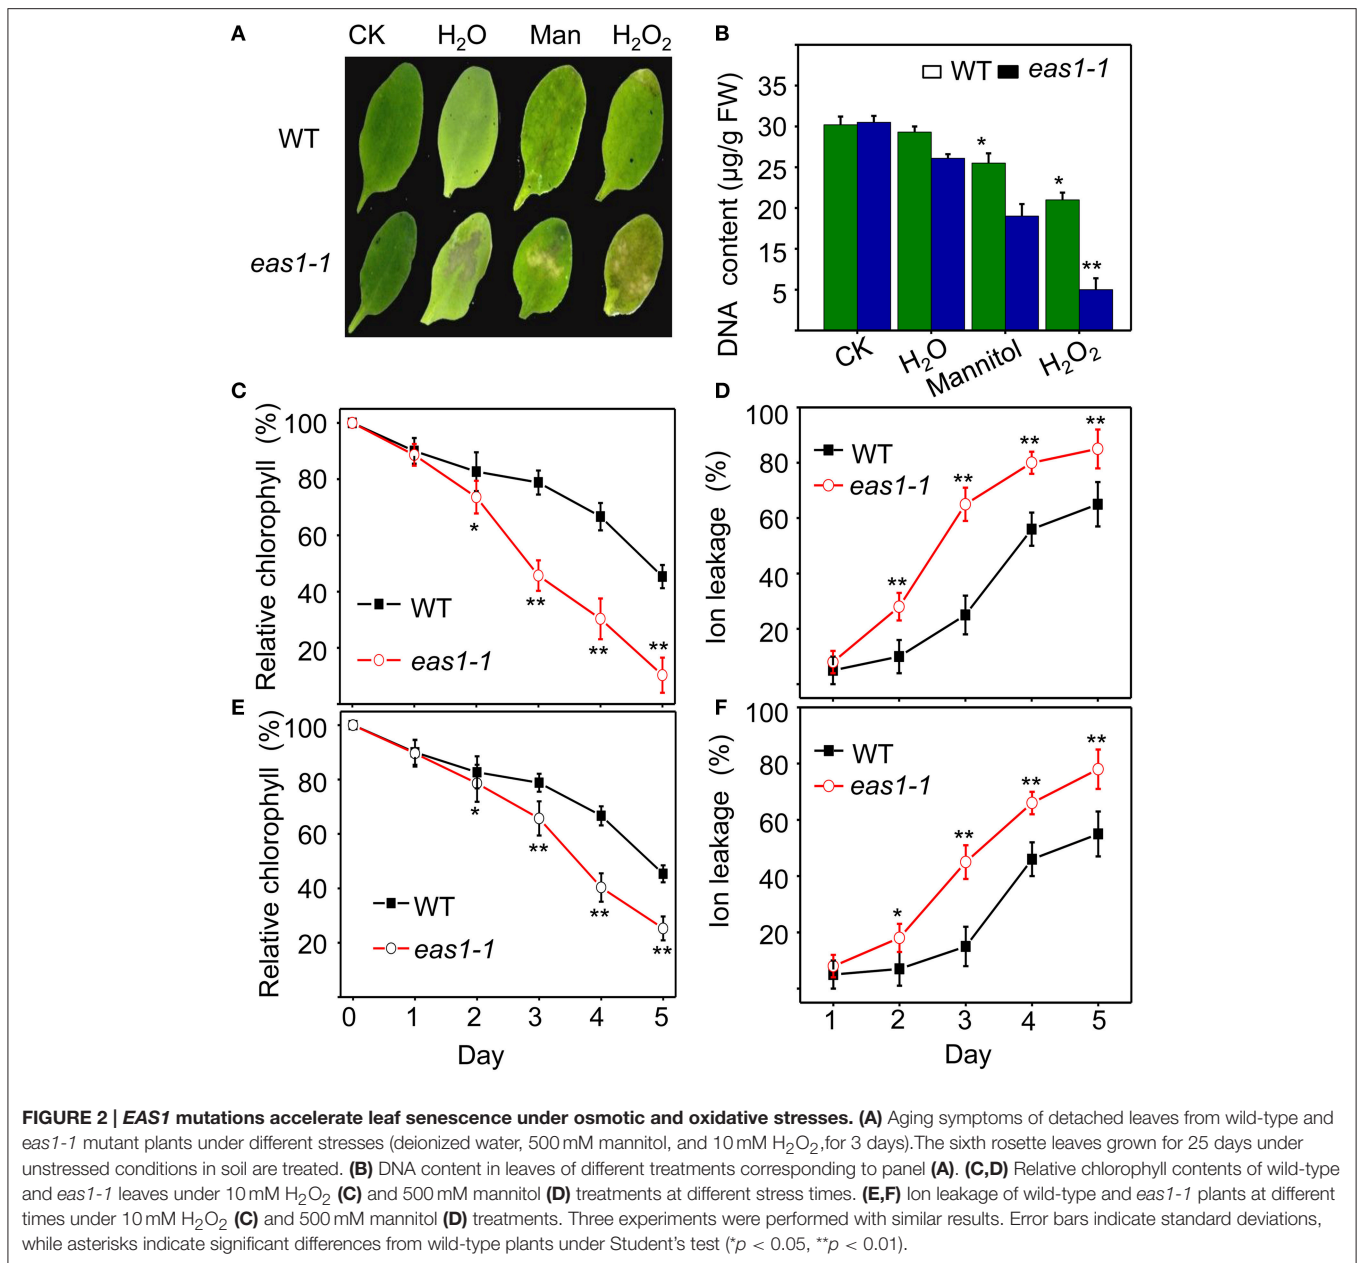 A
CK H₂O Man H₂O₂
WT
eas1-1
B
WT eas1-1
DNA content (µg/g FW)
35
30
25
20
15
5
* * **
CK H₂O Mannitol H₂O₂
C
Relative chlorophyll (%)
100
80
60
40
20
WT
eas1-1
* ** ** **
D
Ion leakage (%)
100
80
60
40
20
WT
eas1-1
** ** ** **
E
Relative chlorophyll (%)
100
80
60
40
20
WT
eas1-1
* ** ** **
0 1 2 3 4 5
Day
F
Ion leakage (%)
100
80
60
40
20
WT
eas1-1
* ** ** **
1 2 3 4 5
Day
FIGURE 2 | EAS1 mutations accelerate leaf senescence under osmotic and oxidative stresses. (A) Aging symptoms of detached leaves from wild-type and
eas1-1 mutant plants under different stresses (deionized water, 500 mM mannitol, and 10 mM H₂O₂,for 3 days).The sixth rosette leaves grown for 25 days under
unstressed conditions in soil are treated. (B) DNA content in leaves of different treatments corresponding to panel (A). (C,D) Relative chlorophyll contents of wild-type
and eas1-1 leaves under 10 mM H₂O₂ (C) and 500 mM mannitol (D) treatments at different stress times. (E,F) Ion leakage of wild-type and eas1-1 plants at different
times under 10 mM H₂O₂ (C) and 500 mM mannitol (D) treatments. Three experiments were performed with similar results. Error bars indicate standard deviations,
while asterisks indicate significant differences from wild-type plants under Student's test (*p < 0.05, **p < 0.01).